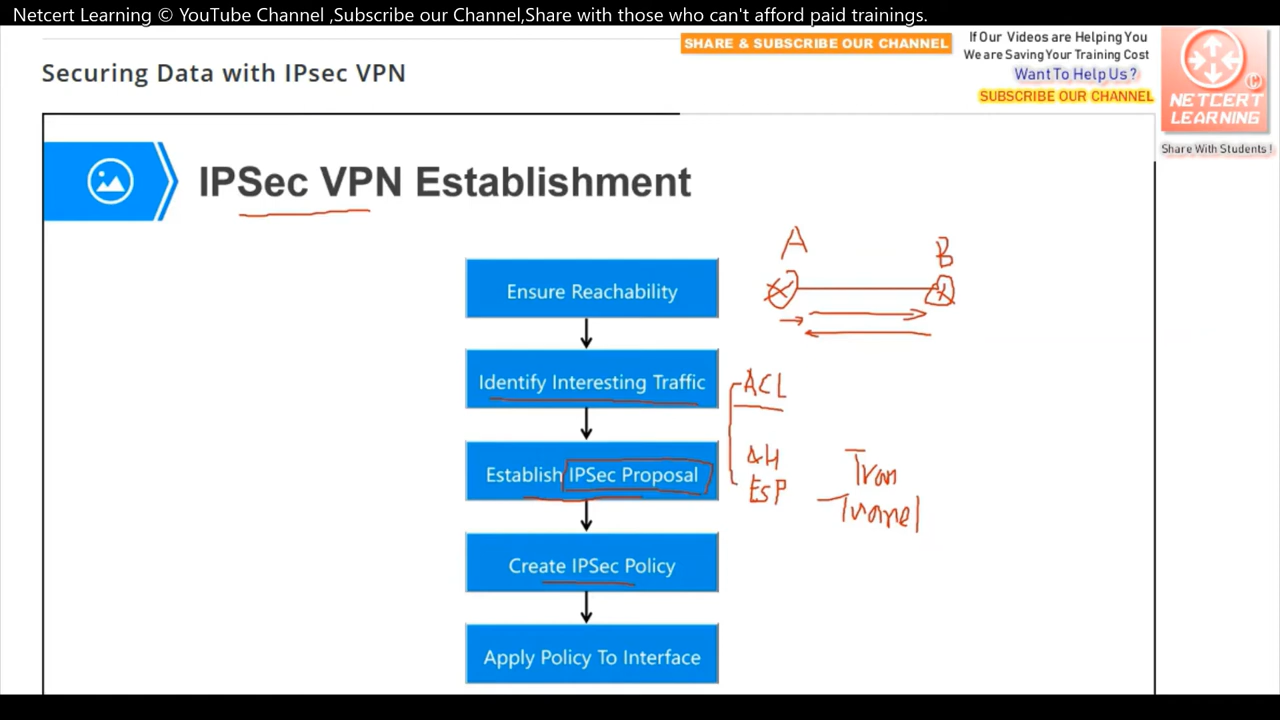 Netcert Learning © YouTube Channel ,Subscribe our Channel,Share with those who can't afford paid trainings.
SHARE & SUBSCRIBE OUR CHANNEL
If Our Videos are Helping You
We are Saving Your Training Cost
Want To Help Us ?
SUBSCRIBE OUR CHANNEL
©
NETCERT
LEARNING
Share With Students !
Securing Data with IPsec VPN
IPSec VPN Establishment
A
B
Ensure Reachability
Identify Interesting Traffic
ACL
Establish IPSec Proposal
AH
ESP
Tran
Tunnel
Create IPSec Policy
Apply Policy To Interface